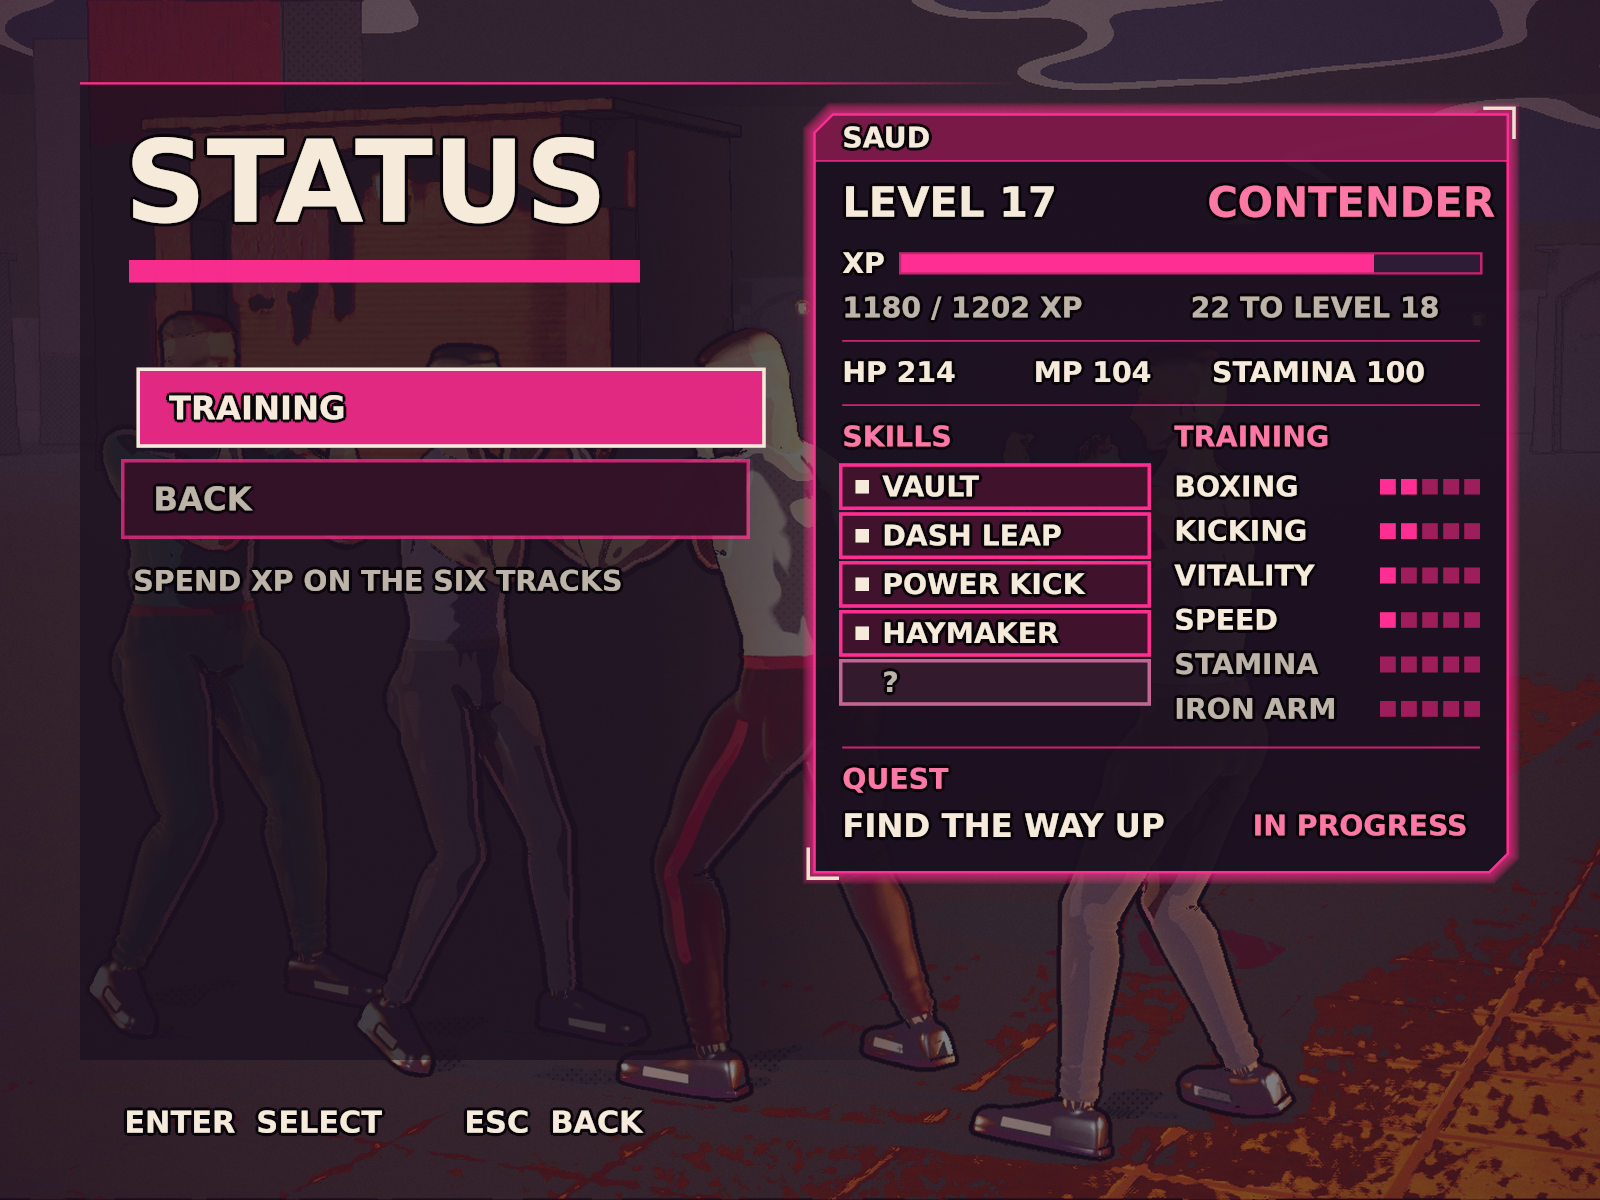 STATUS
TRAINING
BACK
SPEND XP ON THE SIX TRACKS
SAUD
LEVEL 17 CONTENDER
XP
1180 / 1202 XP 22 TO LEVEL 18
HP 214 MP 104 STAMINA 100
SKILLS
VAULT
DASH LEAP
POWER KICK
HAYMAKER
?
TRAINING
BOXING
KICKING
VITALITY
SPEED
STAMINA
IRON ARM
QUEST
FIND THE WAY UP IN PROGRESS
ENTER SELECT ESC BACK